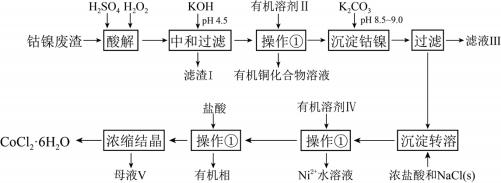 H₂SO₄ H₂O₂
KOH
pH 4.5
有机溶剂Ⅱ
K₂CO₃
pH 8.5~9.0
钴镍废渣
酸解
中和过滤
操作①
沉淀钴镍
过滤
滤液III
滤渣I
有机铜化合物溶液
盐酸
有机溶剂IV
CoCl₂·6H₂O
浓缩结晶
操作①
操作①
沉淀转溶
母液V
有机相
Ni²⁺水溶液
浓盐酸和NaCl(s)